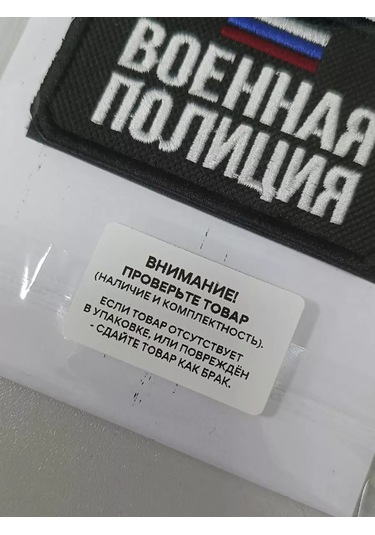 ВОЕННАЯ
ПОЛИЦИЯ
ВНИМАНИЕ!
ПРОВЕРЬТЕ ТОВАР
(НАЛИЧИЕ И КОМПЛЕКТНОСТЬ).
ЕСЛИ ТОВАР ОТСУТСТВУЕТ
В УПАКОВКЕ, ИЛИ ПОВРЕЖДЁН
- СДАЙТЕ ТОВАР КАК БРАК.